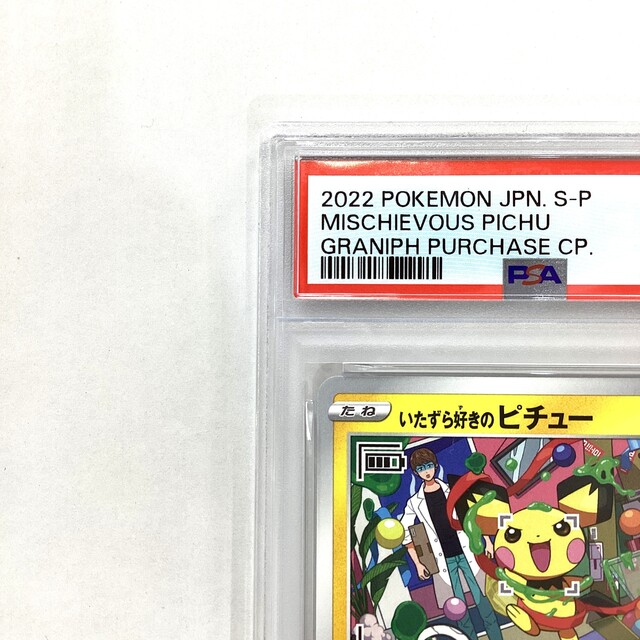 2022 POKEMON JPN. S-P
MISCHIEVOUS PICHU
GRANIPH PURCHASE CP.
PSA
たね いたずら好きのピチュー